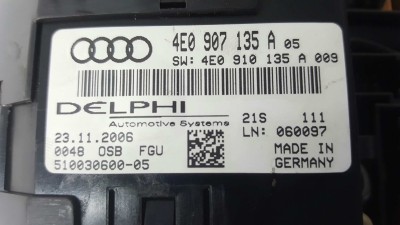 4E0 907 135 A 05
SW: 4E0 910 135 A 009
DELPHI
Automotive Systems
21S 111
23.11.2006
LN: 060097
0048 OSB FGU
MADE IN
510030600-05
GERMANY